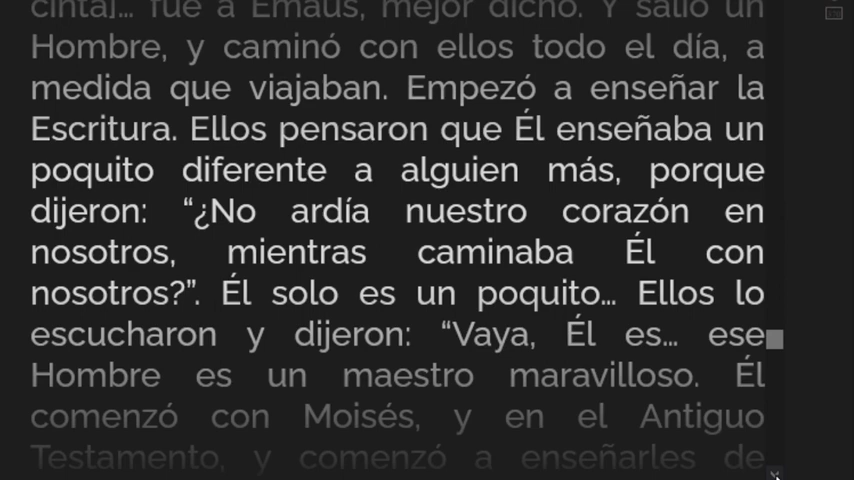 cinta]… fue a Emaús, mejor dicho. Y salió un
Hombre, y caminó con ellos todo el día, a
medida que viajaban. Empezó a enseñar la
Escritura. Ellos pensaron que Él enseñaba un
poquito diferente a alguien más, porque
dijeron: “¿No ardía nuestro corazón en
nosotros, mientras caminaba Él con
nosotros?”. Él solo es un poquito… Ellos lo
escucharon y dijeron: “Vaya, Él es… ese
Hombre es un maestro maravilloso. Él
comenzó con Moisés, y en el Antiguo
Testamento, y comenzó a enseñarles de